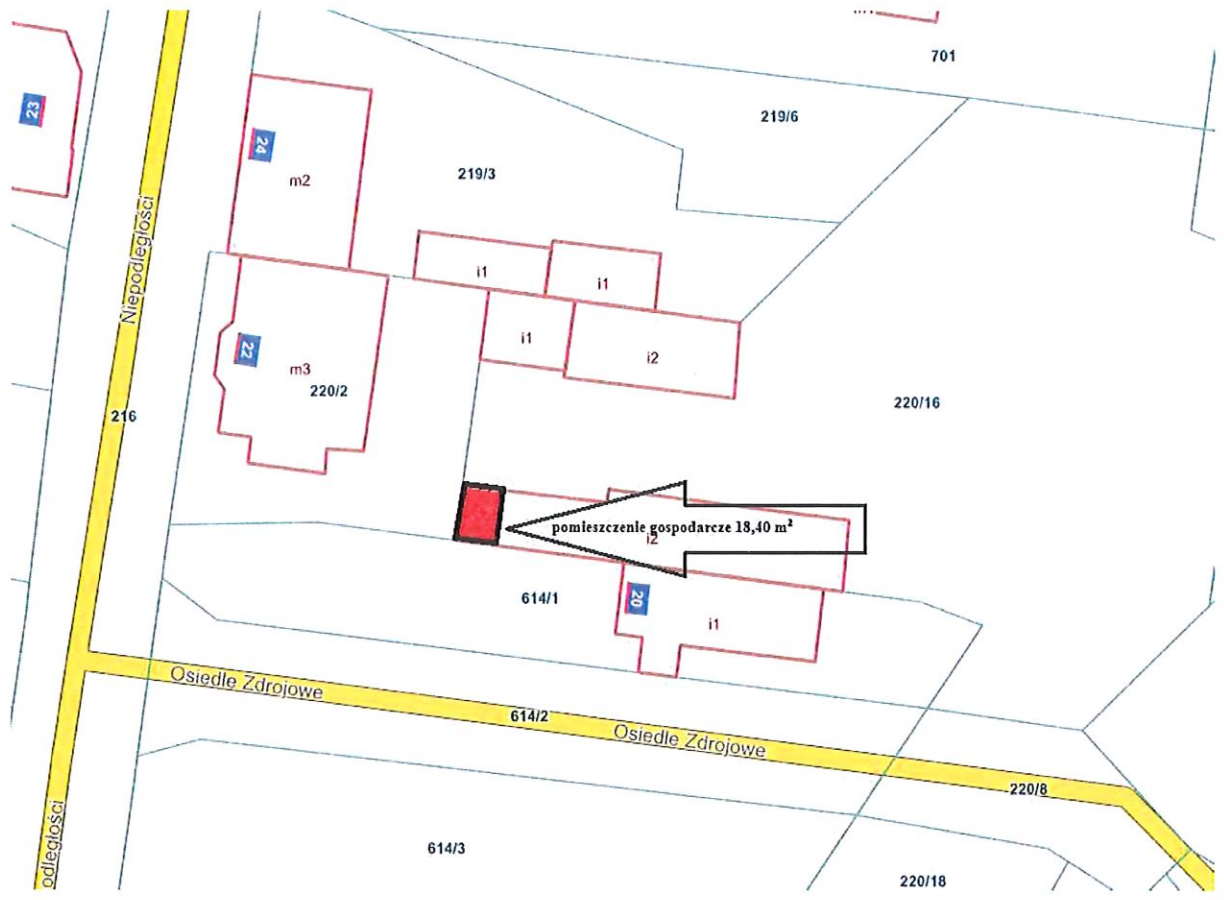 701
23
219/6
24
m2
219/3
Niepodległości
i1
i1
i1
i2
22
m3
220/2
216
220/16
pomieszczenie gospodarcze 18,40 m²
i2
614/1
20
i1
Osiedle Zdrojowe
614/2
Osiedle Zdrojowe
220/8
odległości
614/3
220/18